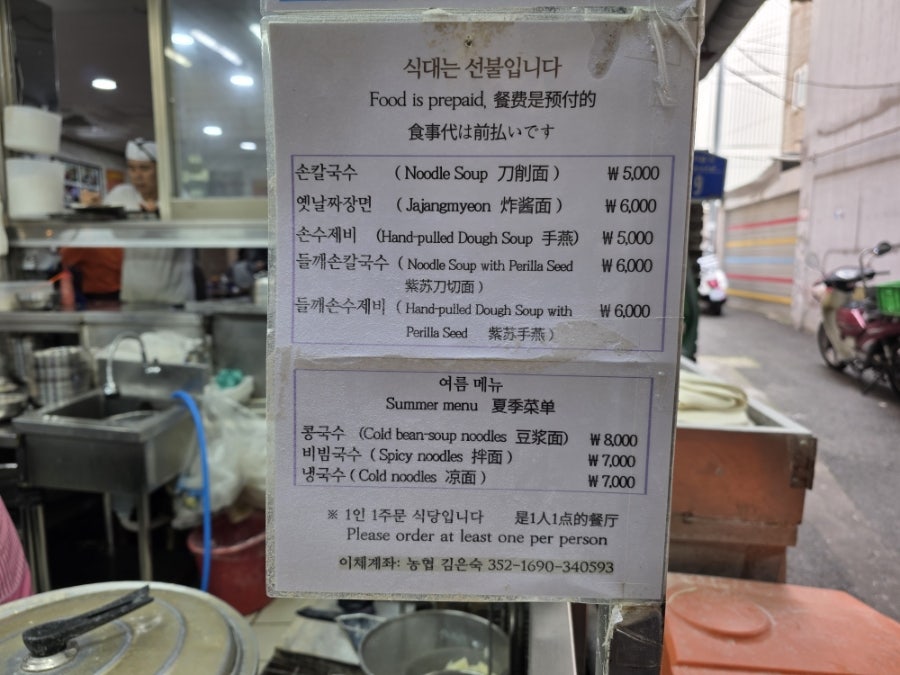 식대는 선불입니다
Food is prepaid, 餐费是预付的
食事代は前払いです
손칼국수 ( Noodle Soup 刀削面 ) ₩ 5,000
옛날짜장면 ( Jajangmyeon 炸酱面 ) ₩ 6,000
손수제비 (Hand-pulled Dough Soup 手燕) ₩ 5,000
들깨손칼국수 ( Noodle Soup with Perilla Seed ₩ 6,000
紫苏刀切面 )
들깨손수제비 ( Hand-pulled Dough Soup with ₩ 6,000
Perilla Seed 紫苏手燕 )
여름 메뉴
Summer menu 夏季菜单
콩국수 (Cold bean-soup noodles 豆浆面) ₩ 8,000
비빔국수 ( Spicy noodles 拌面 ) ₩ 7,000
냉국수 ( Cold noodles 凉面 ) ₩ 7,000
※ 1인 1주문 식당입니다 是1人1点的餐厅
Please order at least one per person
이체계좌: 농협 김은숙 352-1690-340593
9